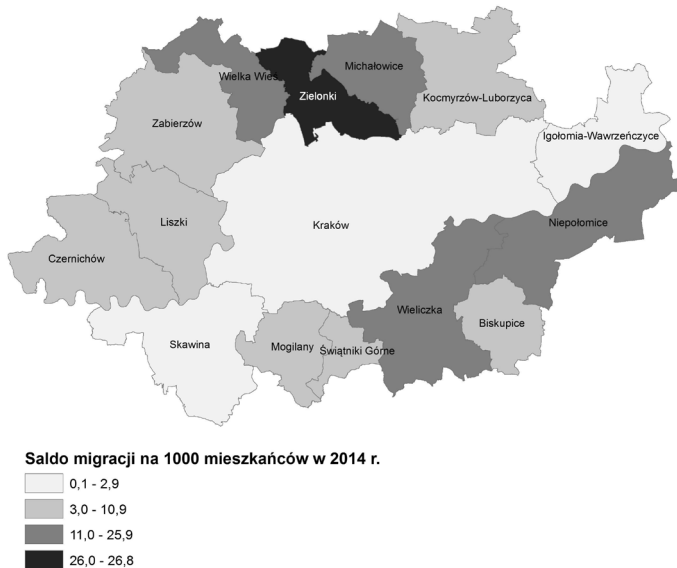 Michałowice
Wielka Wieś
Zielonki
Kocmyrzów-Luborzyca
Zabierzów
Igołomia-Wawrzeńczyce
Liszki
Kraków
Niepołomice
Czernichów
Wieliczka
Biskupice
Skawina
Mogilany
Świątniki Górne
Saldo migracji na 1000 mieszkańców w 2014 r.
0,1 - 2,9
3,0 - 10,9
11,0 - 25,9
26,0 - 26,8